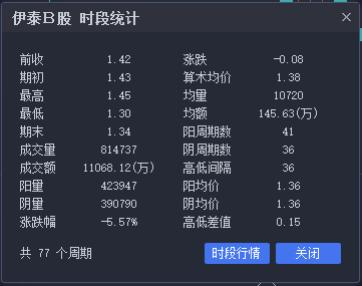 伊泰B股 时段统计
前收 1.42 涨跌 -0.08
期初 1.43 算术均价 1.38
最高 1.45 均量 10720
最低 1.30 均额 145.63(万)
期末 1.34 阳周期数 41
成交量 814737 阴周期数 36
成交额 11068.12(万) 高低间隔 36
阳量 423947 阳均价 1.36
阴量 390790 阴均价 1.36
涨跌幅 -5.57% 高低差值 0.15
共 77 个周期 时段行情 关闭